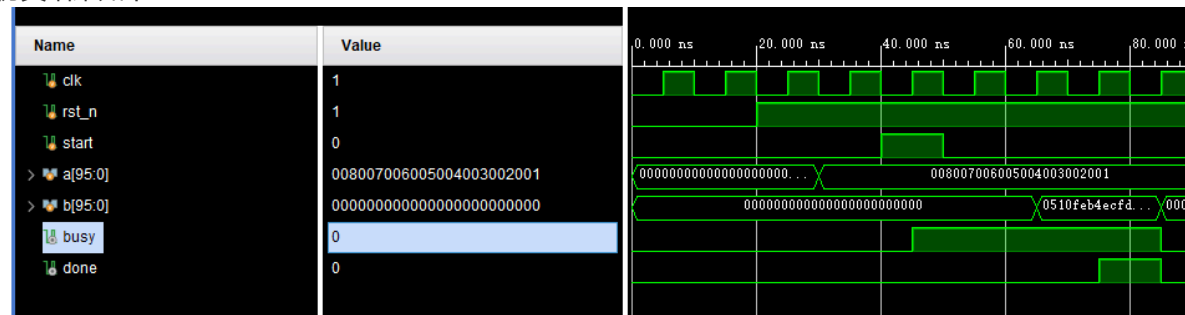 Name Value 0.000 ns 20.000 ns 40.000 ns 60.000 ns 80.000
clk 1
rst_n 1
start 0
a[95:0] 008007006005004003002001 00000000000000000000... 008007006005004003002001
b[95:0] 000000000000000000000000 000000000000000000000000 0510feb4ecfd... 000
busy 0
done 0